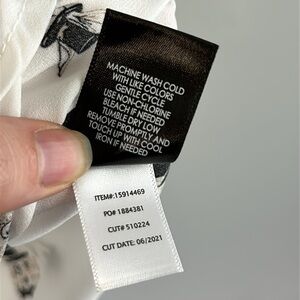 MACHINE WASH COLD
WITH LIKE COLORS
GENTLE CYCLE
USE NON-CHLORINE
BLEACH IF NEEDED
TUMBLE DRY LOW
REMOVE PROMPTLY AND
TOUCH UP WITH COOL
IRON IF NEEDED
ITEM#:15914469
PO# 1884381
CUT# 510224
CUT DATE: 06/2021